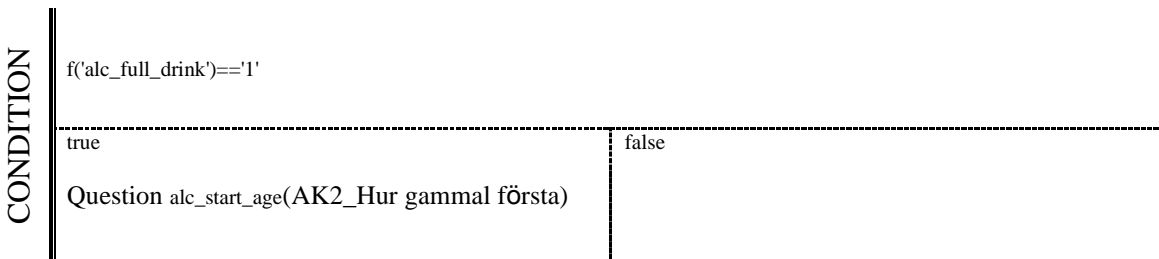 CONDITION
f('alc_full_drink')=='1'
true
false
Question alc_start_age(AK2_Hur gammal första)